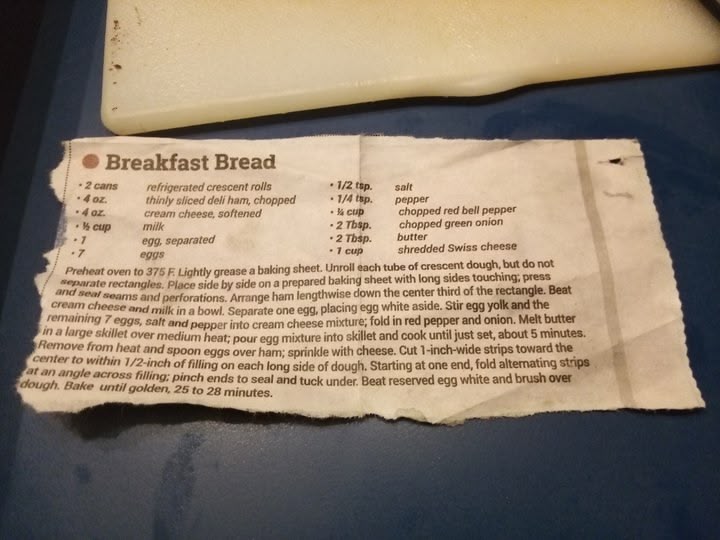 Breakfast Bread
• 2 cans refrigerated crescent rolls
• 4 oz. thinly sliced deli ham, chopped
• 4 oz. cream cheese, softened
• ½ cup milk
• 1 egg, separated
• 7 eggs
• 1/2 tsp. salt
• 1/4 tsp. pepper
• ¼ cup chopped red bell pepper
• 2 Tbsp. chopped green onion
• 2 Tbsp. butter
• 1 cup shredded Swiss cheese
Preheat oven to 375 F. Lightly grease a baking sheet. Unroll each tube of crescent dough, but do not
separate rectangles. Place side by side on a prepared baking sheet with long sides touching; press
and seal seams and perforations. Arrange ham lengthwise down the center third of the rectangle. Beat
cream cheese and milk in a bowl. Separate one egg, placing egg white aside. Stir egg yolk and the
remaining 7 eggs, salt and pepper into cream cheese mixture; fold in red pepper and onion. Melt butter
in a large skillet over medium heat; pour egg mixture into skillet and cook until just set, about 5 minutes.
Remove from heat and spoon eggs over ham; sprinkle with cheese. Cut 1-inch-wide strips toward the
center to within 1/2-inch of filling on each long side of dough. Starting at one end, fold alternating strips
at an angle across filling; pinch ends to seal and tuck under. Beat reserved egg white and brush over
dough. Bake until golden, 25 to 28 minutes.